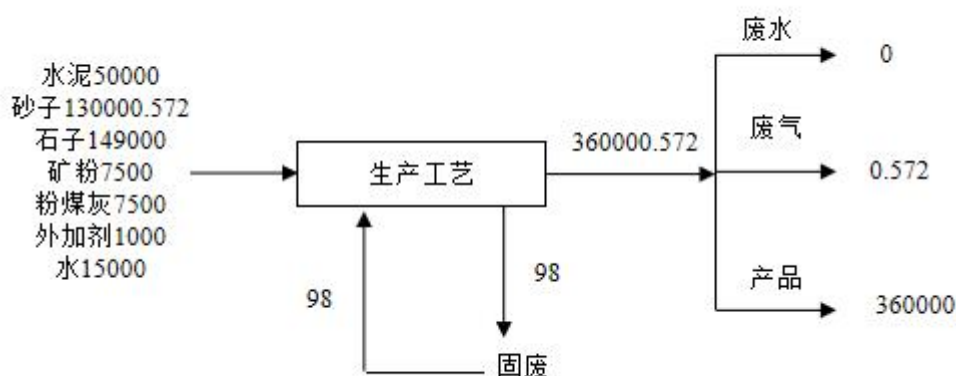 水泥50000
砂子130000.572
石子149000
矿粉7500
粉煤灰7500
外加剂1000
水15000
生产工艺
360000.572
废水
0
废气
0.572
产品
360000
98
98
固废